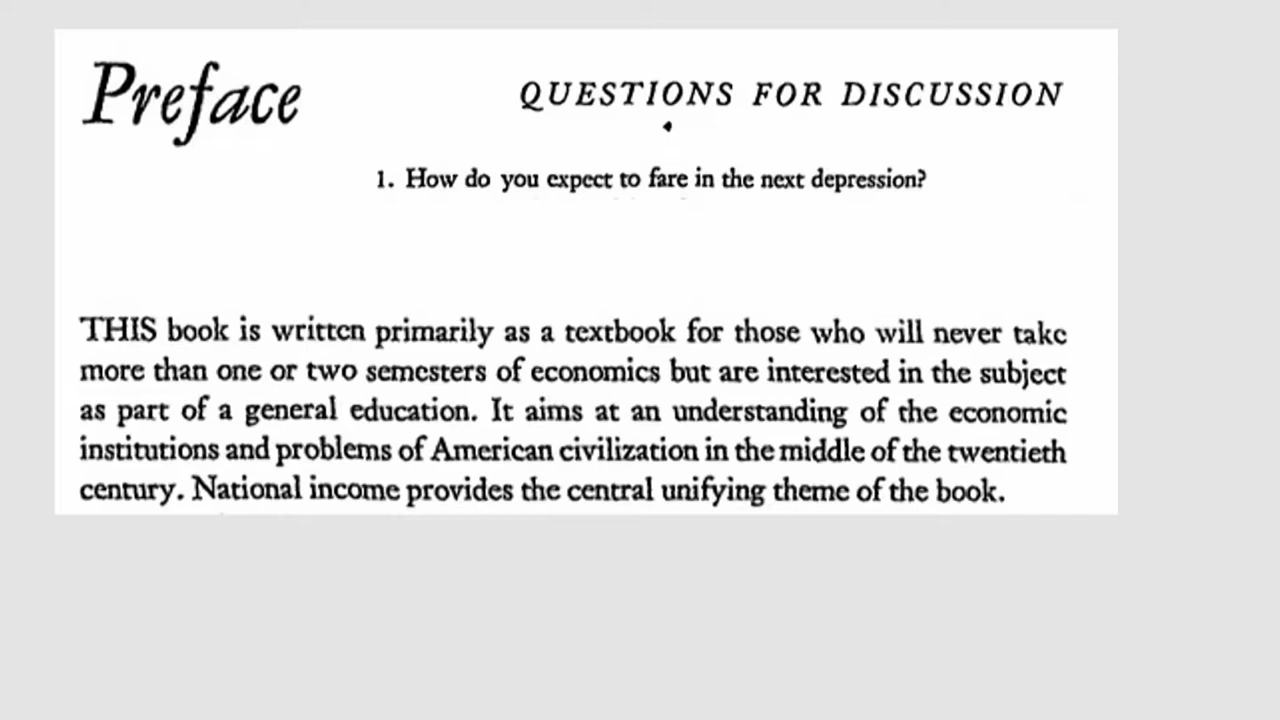 Preface
QUESTIONS FOR DISCUSSION
1. How do you expect to fare in the next depression?
THIS book is written primarily as a textbook for those who will never take
more than one or two semesters of economics but are interested in the subject
as part of a general education. It aims at an understanding of the economic
institutions and problems of American civilization in the middle of the twentieth
century. National income provides the central unifying theme of the book.